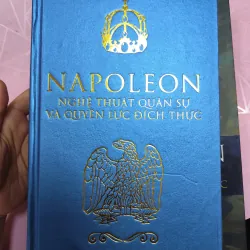 NAPOLEON
NGHỆ THUẬT QUÂN SỰ
VÀ QUYỀN LỰC ĐÍCH THỰC